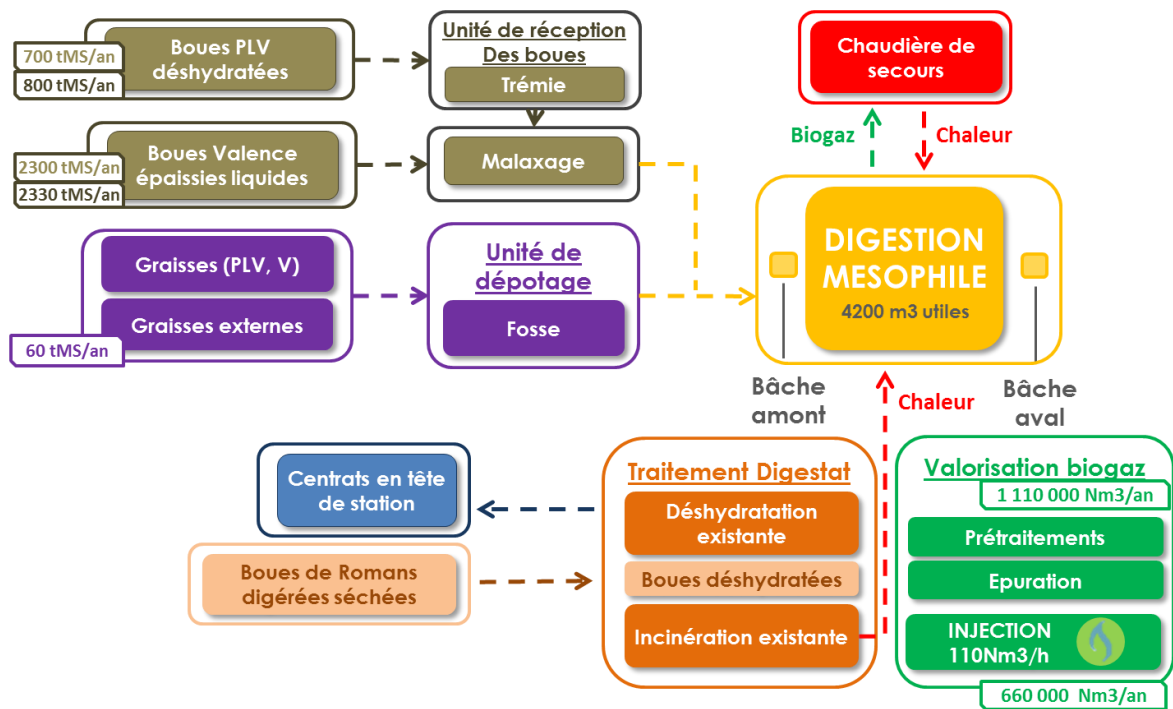 700 tMS/an
800 tMS/an
Boues PLV
déshydratées
Unité de réception
Des boues
Trémie
Chaudière de
secours
Biogaz
Chaleur
2300 tMS/an
2330 tMS/an
Boues Valence
épaissies liquides
Malaxage
DIGESTION
MESOPHILE
4200 m3 utiles
Graisses (PLV, V)
Graisses externes
60 tMS/an
Unité de
dépotage
Fosse
Bâche
amont
Chaleur
Bâche
aval
Centrats en tête
de station
Boues de Romans
digérées séchées
Traitement Digestat
Déshydratation
existante
Boues déshydratées
Incinération existante
Valorisation biogaz
1 110 000 Nm3/an
Prétraitements
Epuration
INJECTION
110Nm3/h
660 000 Nm3/an